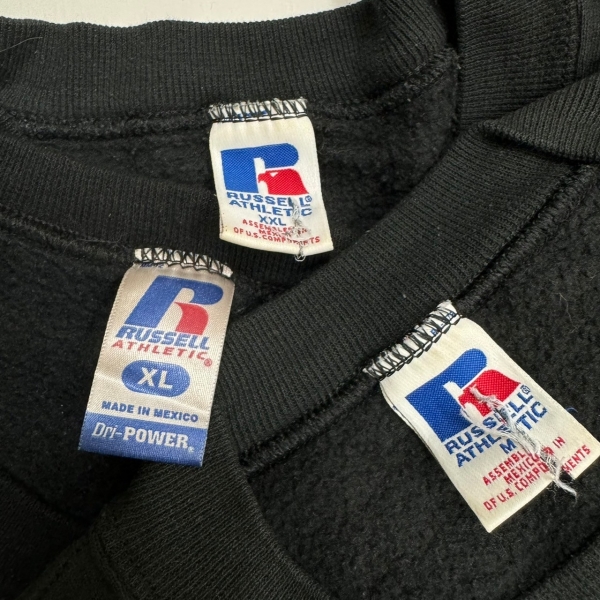 RUSSELL®
ATHLETIC
XXL
ASSEMBLED IN
MEXICO
OF U.S. COMPONENTS
RUSSELL
ATHLETIC®
XL
MADE IN MEXICO
Dri-POWER®
RUSSELL®
ATHLETIC
M
ASSEMBLED IN
MEXICO
OF U.S. COMPONENTS